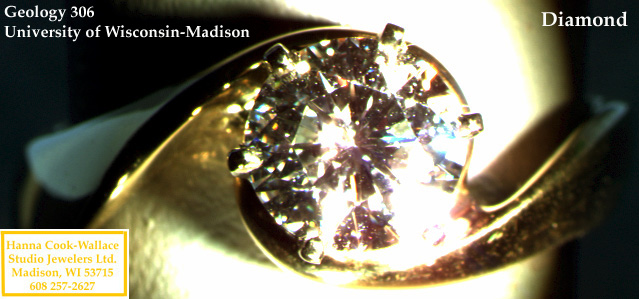 Geology 306
University of Wisconsin-Madison
Diamond
Hanna Cook-Wallace
Studio Jewelers Ltd.
Madison, WI 53715
608 257-2627